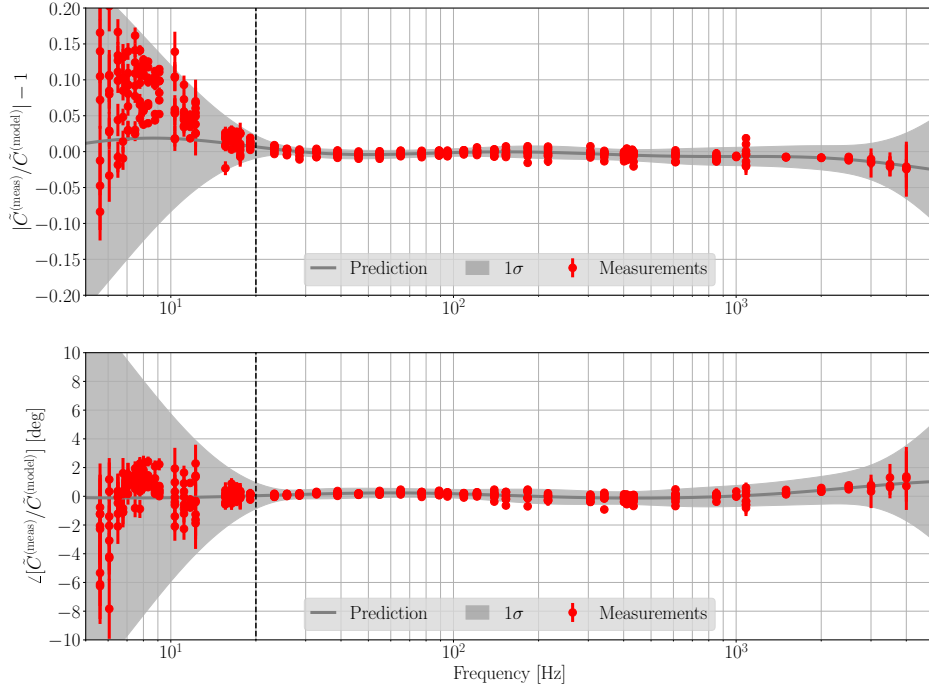 0.20
0.15
0.10
0.05
0.00
−0.05
−0.10
−0.15
−0.20
|C̃^(meas)/C̃^(model)| − 1
Prediction 1σ Measurements
10^1 10^2 10^3
10
8
6
4
2
0
−2
−4
−6
−8
−10
∠[C̃^(meas)/C̃^(model)] [deg]
Prediction 1σ Measurements
10^1 10^2 10^3
Frequency [Hz]